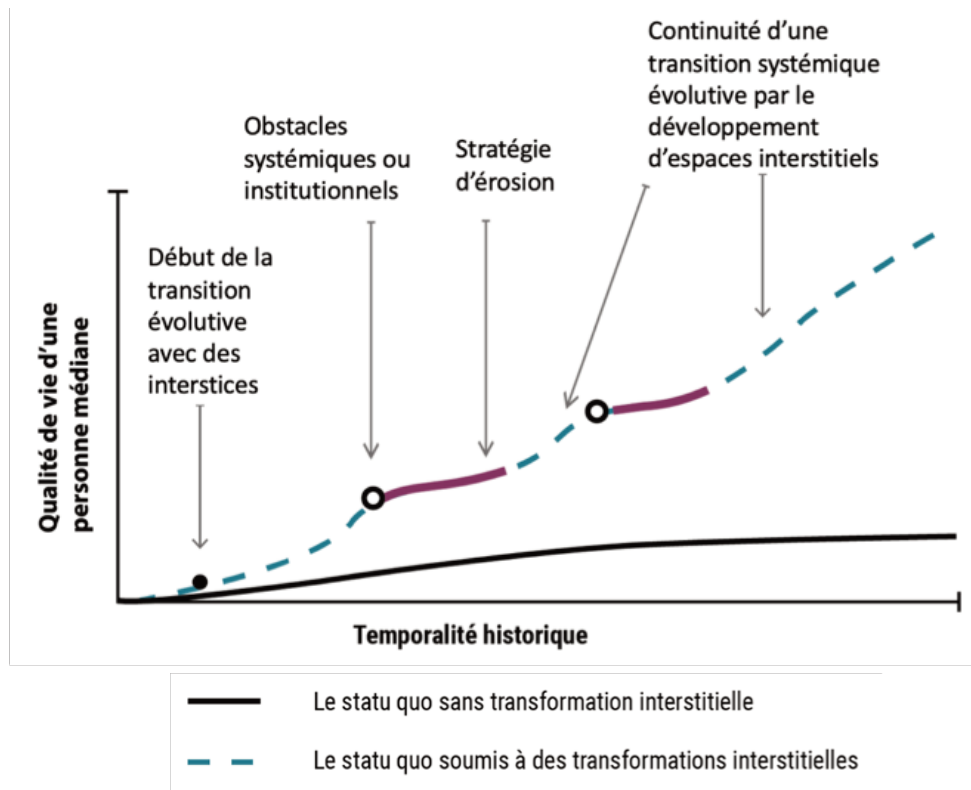 Continuité d’une
transition systémique
évolutive par le
développement
d’espaces interstitiels
Obstacles
systémiques ou
institutionnels
Stratégie
d’érosion
Début de la
transition
évolutive
avec des
interstices
Qualité de vie d’une
personne médiane
Temporalité historique
Le statu quo sans transformation interstitielle
Le statu quo soumis à des transformations interstitielles